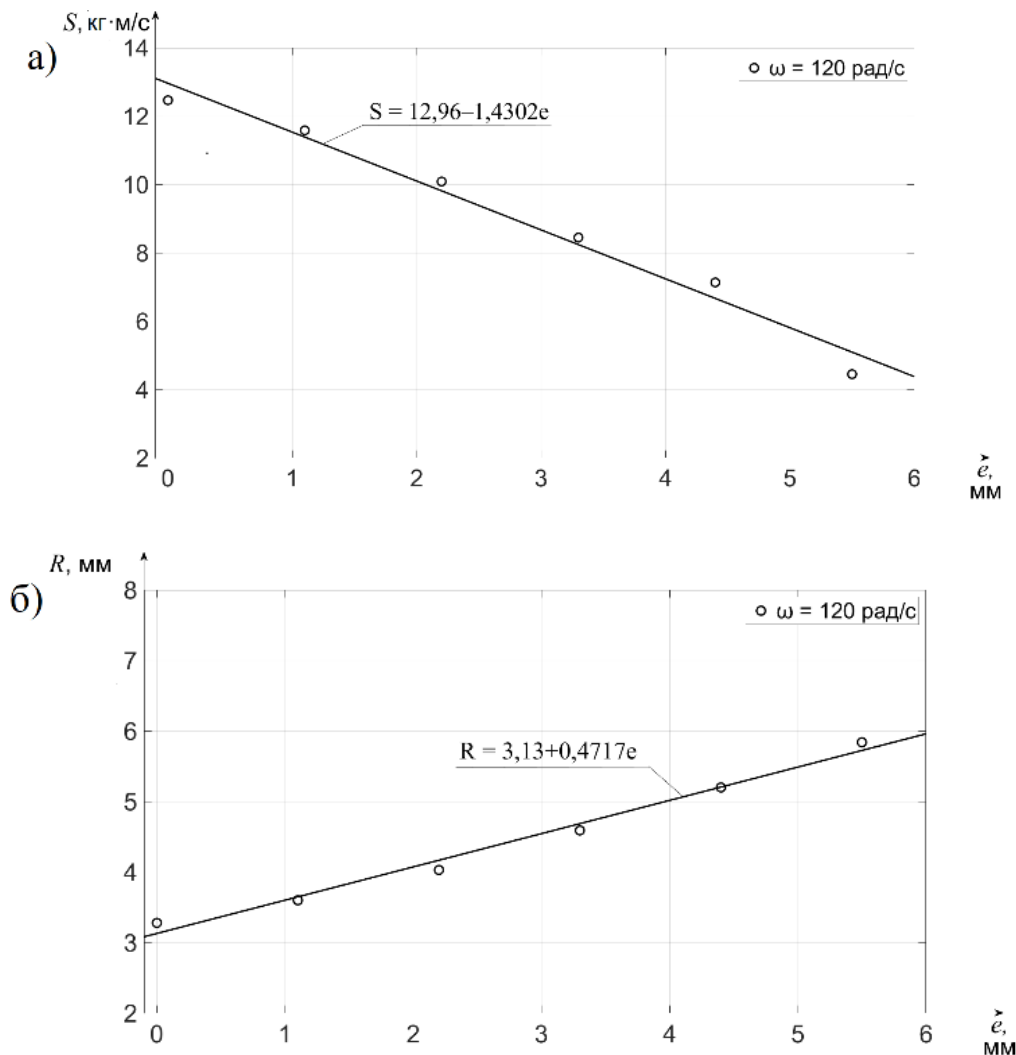 а)
S, кг·м/с
14
12
10
8
6
4
2
ω = 120 рад/с
S = 12,96–1,4302e
0 1 2 3 4 5 6
e,
мм
б)
R, мм
8
7
6
5
4
3
2
ω = 120 рад/с
R = 3,13+0,4717e
0 1 2 3 4 5 6
e,
мм